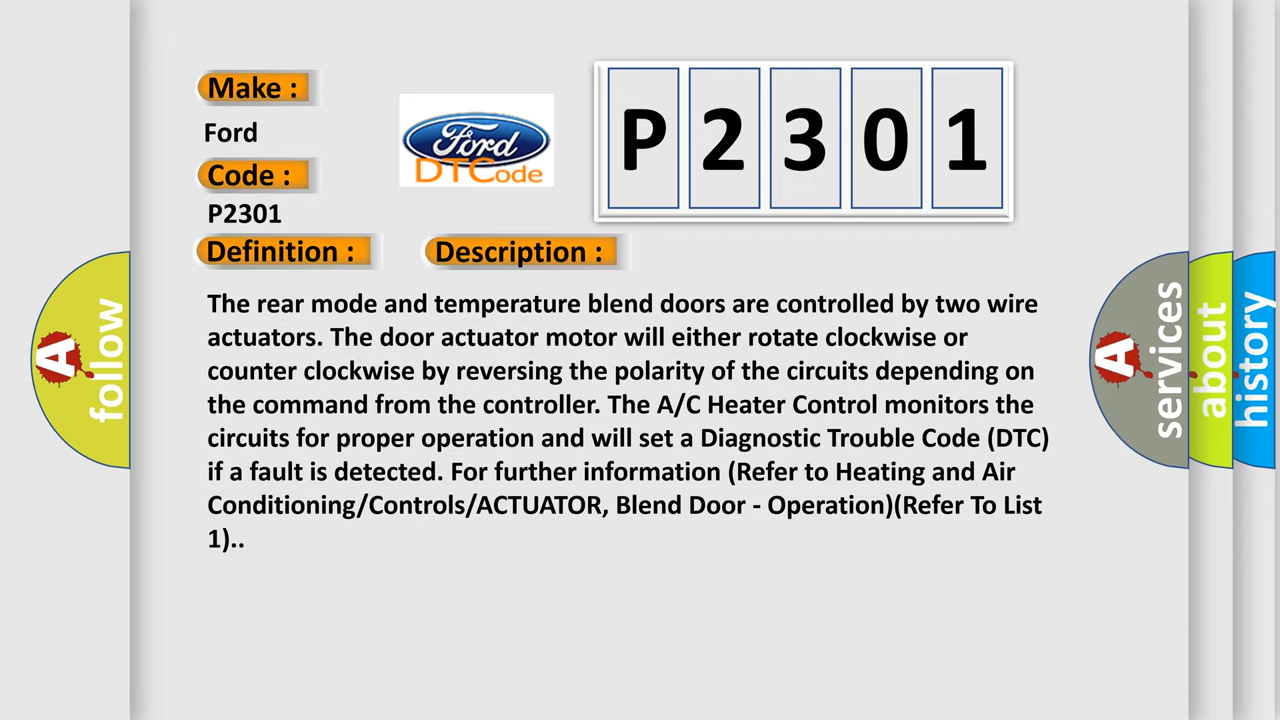 Make :
Ford
Code :
P2301
Ford
DTCode
P 2 3 0 1
Definition :
Description :
The rear mode and temperature blend doors are controlled by two wire
actuators. The door actuator motor will either rotate clockwise or
counter clockwise by reversing the polarity of the circuits depending on
the command from the controller. The A/C Heater Control monitors the
circuits for proper operation and will set a Diagnostic Trouble Code (DTC)
if a fault is detected. For further information (Refer to Heating and Air
Conditioning/Controls/ACTUATOR, Blend Door - Operation)(Refer To List
1)..
A
follow
A
services
about
history